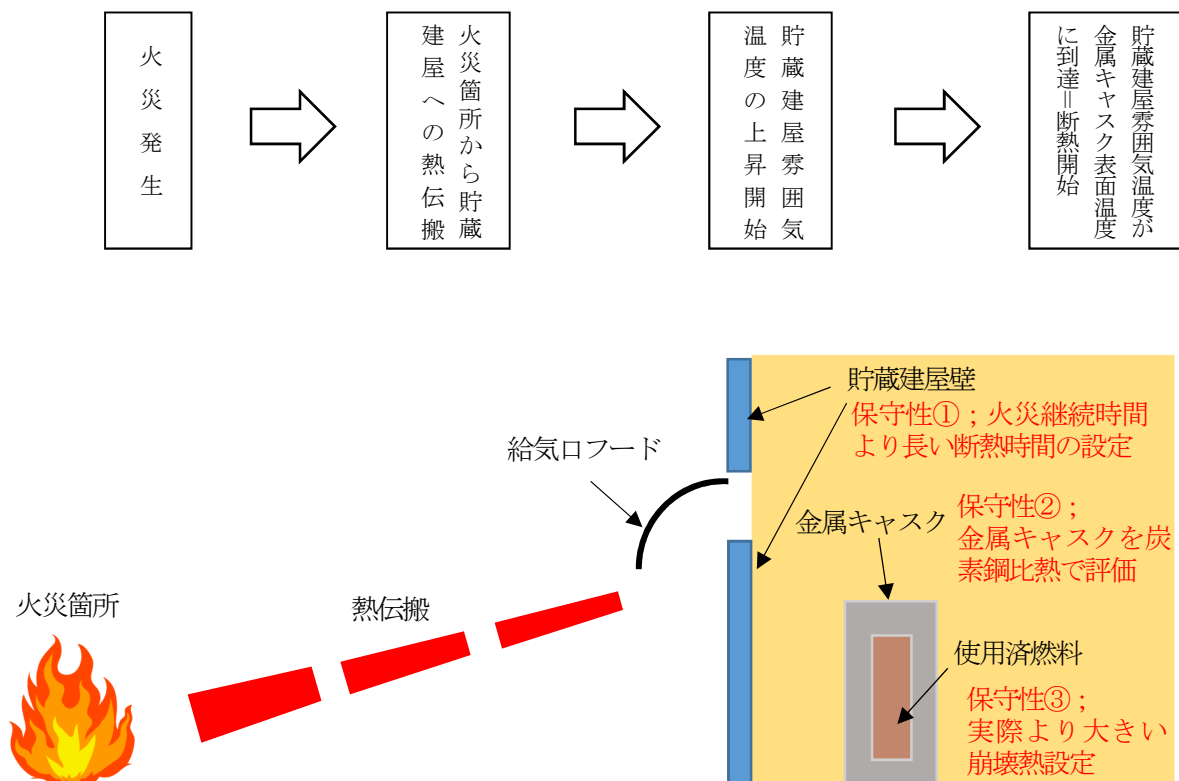 火災発生
火災箇所から貯蔵
建屋への熱伝搬
貯蔵建屋雰囲気
温度の上昇開始
貯蔵建屋雰囲気温度が
金属キャスク表面温度
に到達＝断熱開始
貯蔵建屋壁
保守性①；火災継続時間
より長い断熱時間の設定
給気口フード
金属キャスク
保守性②；
金属キャスクを炭
素鋼比熱で評価
火災箇所
熱伝搬
使用済燃料
保守性③；
実際より大きい
崩壊熱設定